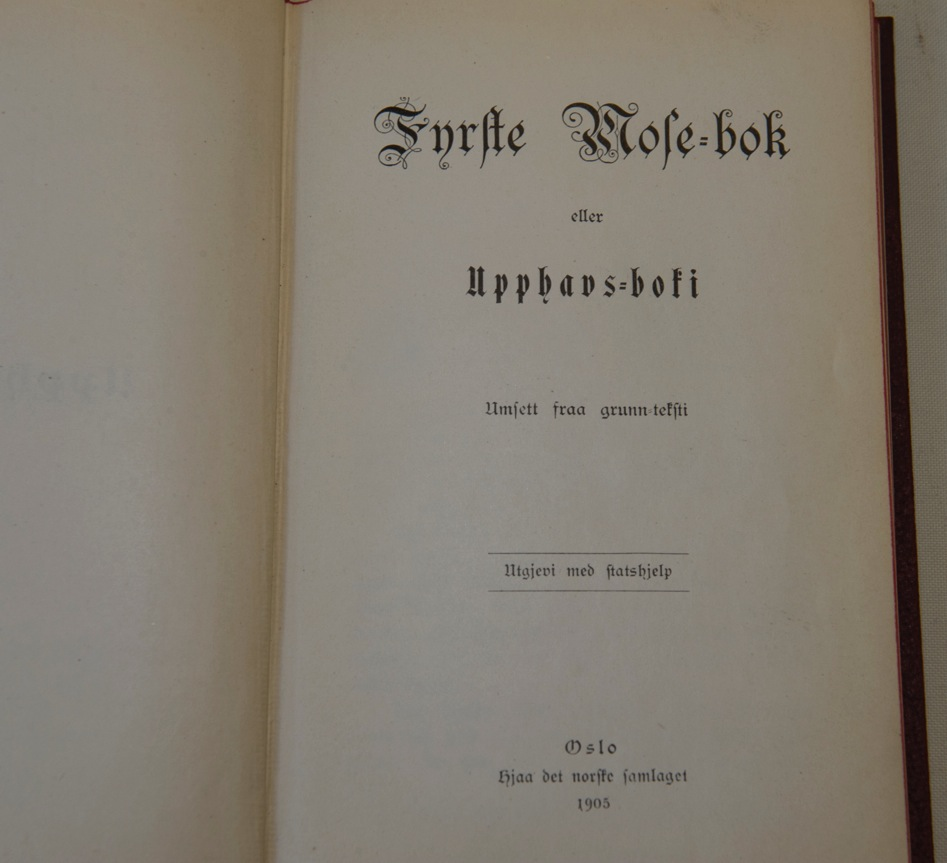 Fyrste Mose-bok
eller
Upphavs-boki
Umsett fraa grunn-teksti
Utgjevi med statshjelp
Oslo
Hjaa det norske samlaget
1905